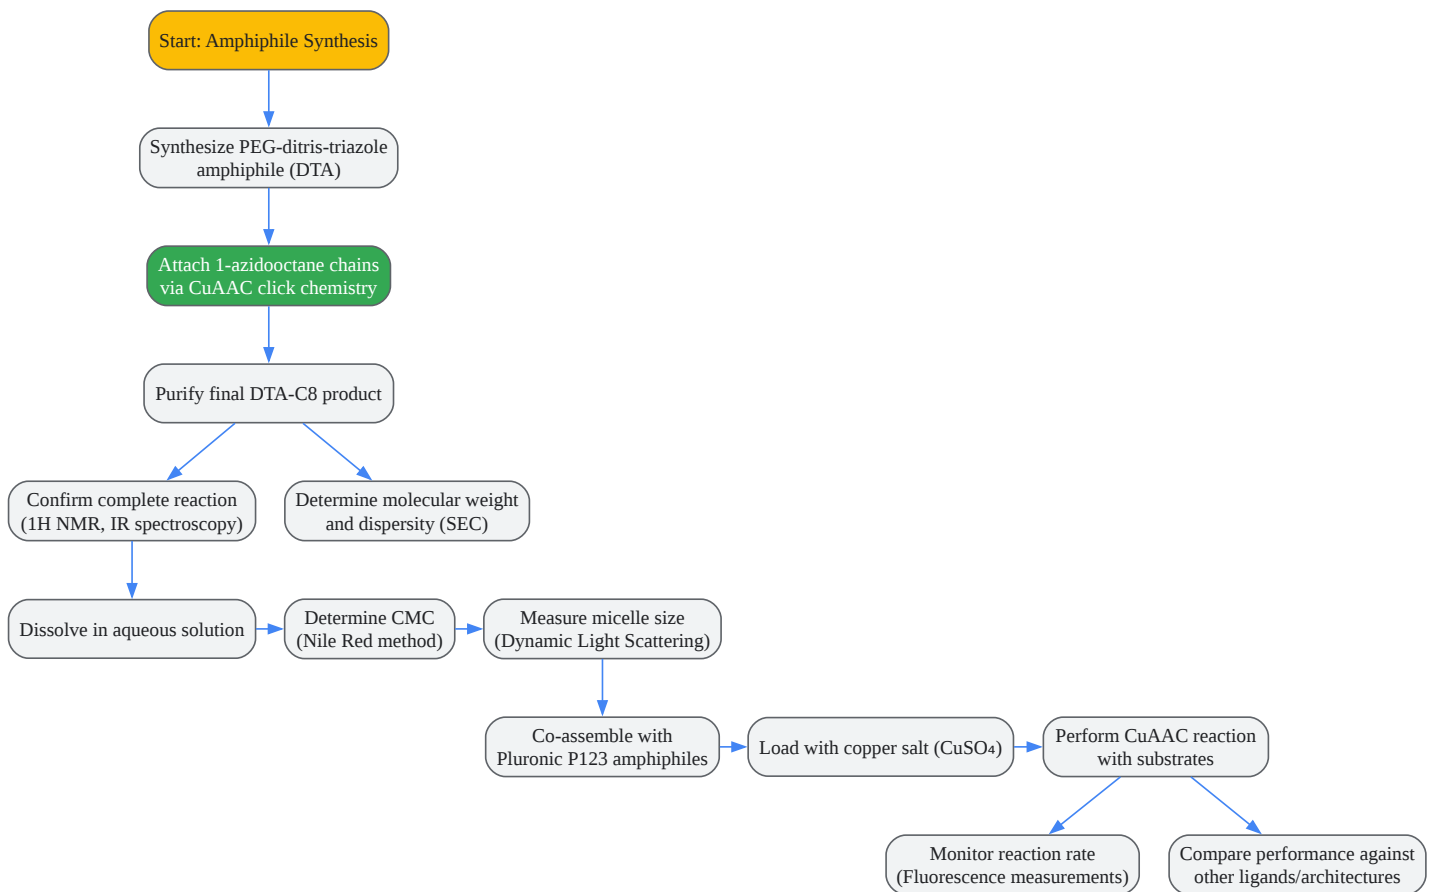 Start: Amphiphile Synthesis
Synthesize PEG-ditris-triazole
amphiphile (DTA)
Attach 1-azidooctane chains
via CuAAC click chemistry
Purify final DTA-C8 product
Confirm complete reaction
(1H NMR, IR spectroscopy)
Determine molecular weight
and dispersity (SEC)
Dissolve in aqueous solution
Determine CMC
(Nile Red method)
Measure micelle size
(Dynamic Light Scattering)
Co-assemble with
Pluronic P123 amphiphiles
Load with copper salt (CuSO₄)
Perform CuAAC reaction
with substrates
Monitor reaction rate
(Fluorescence measurements)
Compare performance against
other ligands/architectures